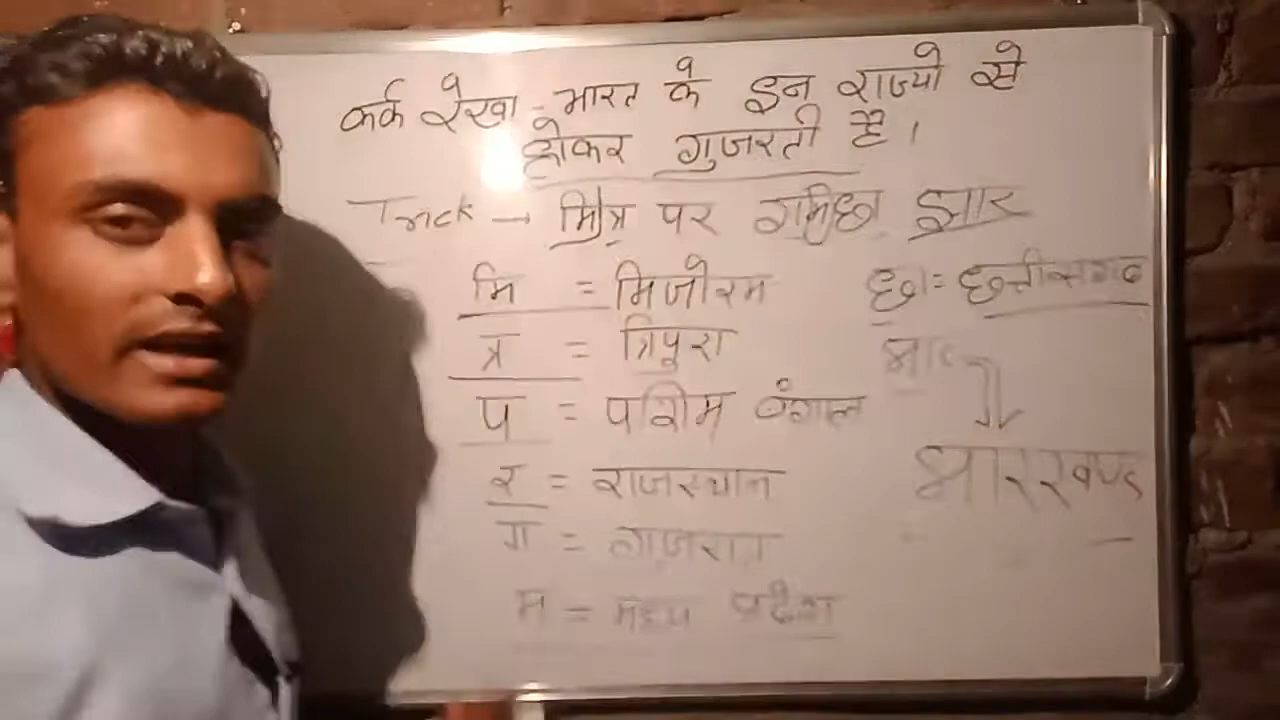 कर्क रेखा - भारत के इन राज्यो से
होकर गुजरती है।
Trick → मित्र पर गमछा झार
मि = मिजोरम
त्र = त्रिपुरा
प = पश्चिम बंगाल
र = राजस्थान
ग = गुजरात
म = मध्य प्रदेश
छा = छत्तीसगढ
झार
झारखण्ड